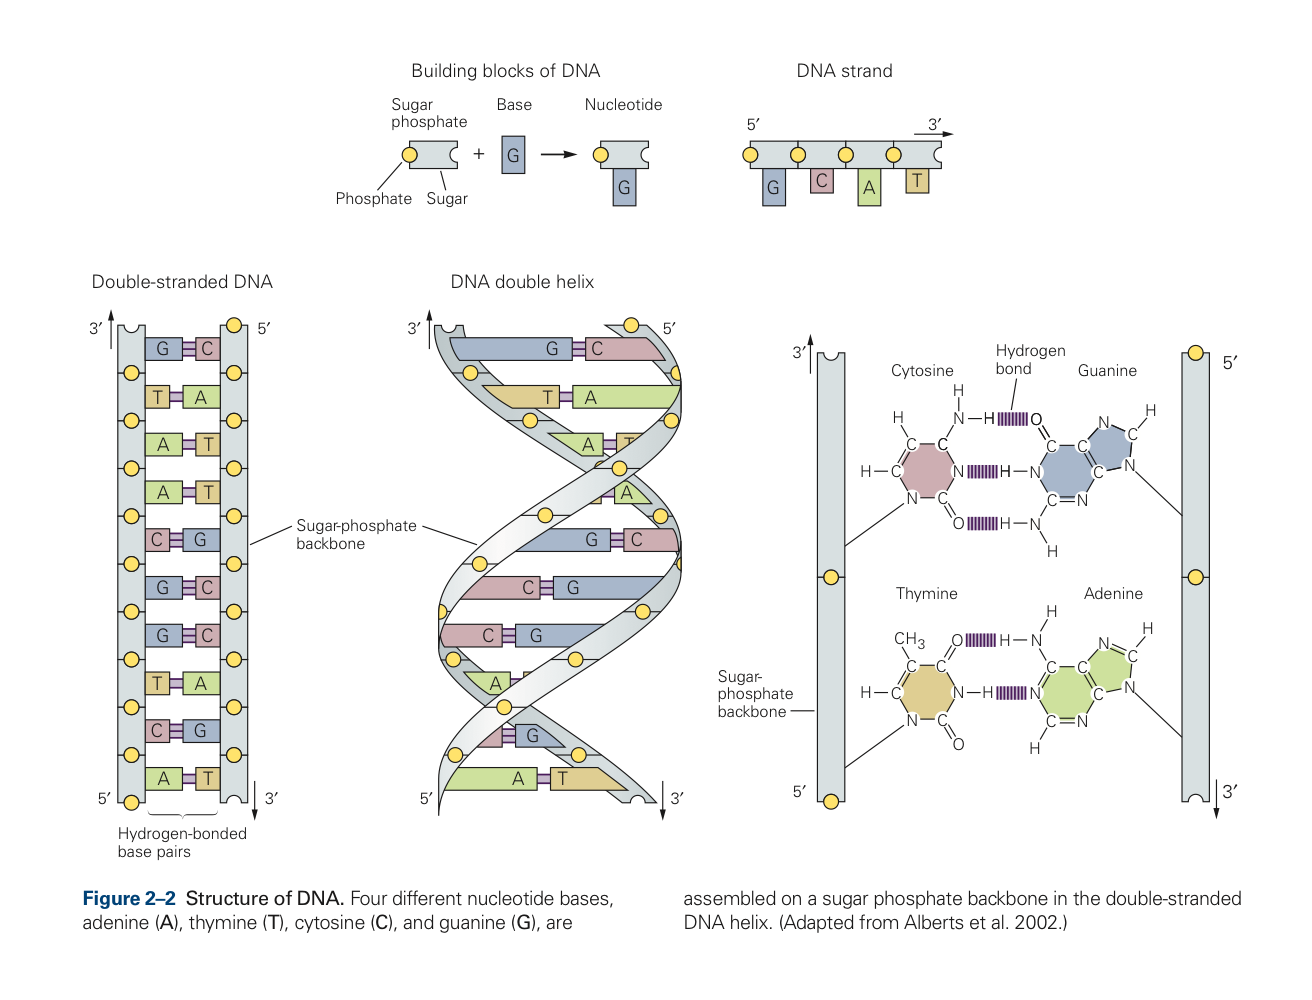 Building blocks of DNA
DNA strand
Sugar
phosphate
Base
Nucleotide
5′
3′
+
G
G
G
C
A
T
Phosphate
Sugar
Double-stranded DNA
3′
5′
G C
T A
A T
A T
C G
G C
G C
T A
C G
A T
5′
3′
Hydrogen-bonded
base pairs
Sugar-phosphate
backbone
DNA double helix
3′
5′
G C
T A
A T
A
G C
C G
C G
A
G
A T
5′
3′
3′
5′
Cytosine
Hydrogen
bond
Guanine
H
H N H O N H
C C C C C
H C N H N C N
N C C N
O H N
H
Thymine
Adenine
H
CH3 O H N N H
C C C C C
H C N H N C N
N C C N
O H
Sugar-
phosphate
backbone
5′
3′
Figure 2–2 Structure of DNA. Four different nucleotide bases,
adenine (A), thymine (T), cytosine (C), and guanine (G), are
assembled on a sugar phosphate backbone in the double-stranded
DNA helix. (Adapted from Alberts et al. 2002.)